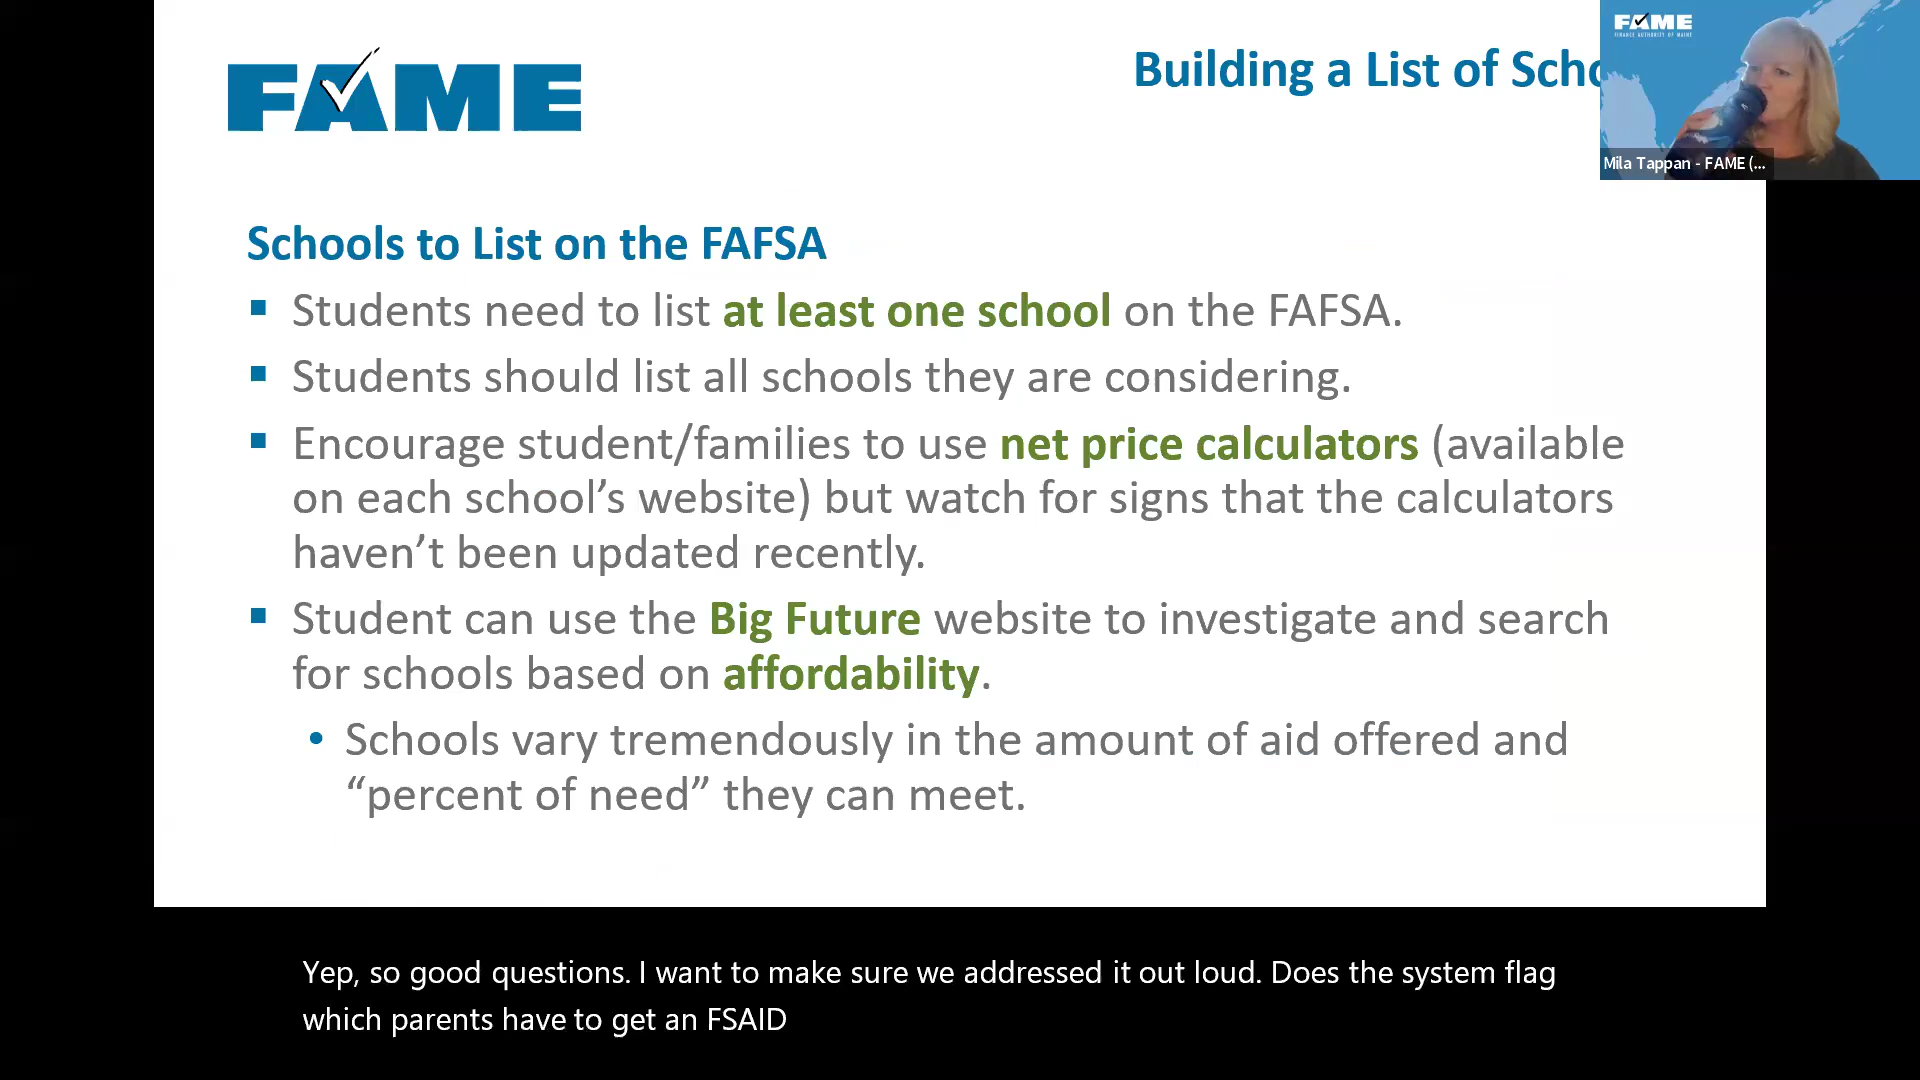 FAME
Building a List of Scho
FAME
FINANCE AUTHORITY OF MAINE
Mila Tappan - FAME (...
Schools to List on the FAFSA
Students need to list at least one school on the FAFSA.
Students should list all schools they are considering.
Encourage student/families to use net price calculators (available
on each school’s website) but watch for signs that the calculators
haven’t been updated recently.
Student can use the Big Future website to investigate and search
for schools based on affordability.
Schools vary tremendously in the amount of aid offered and
“percent of need” they can meet.
Yep, so good questions. I want to make sure we addressed it out loud. Does the system flag
which parents have to get an FSAID